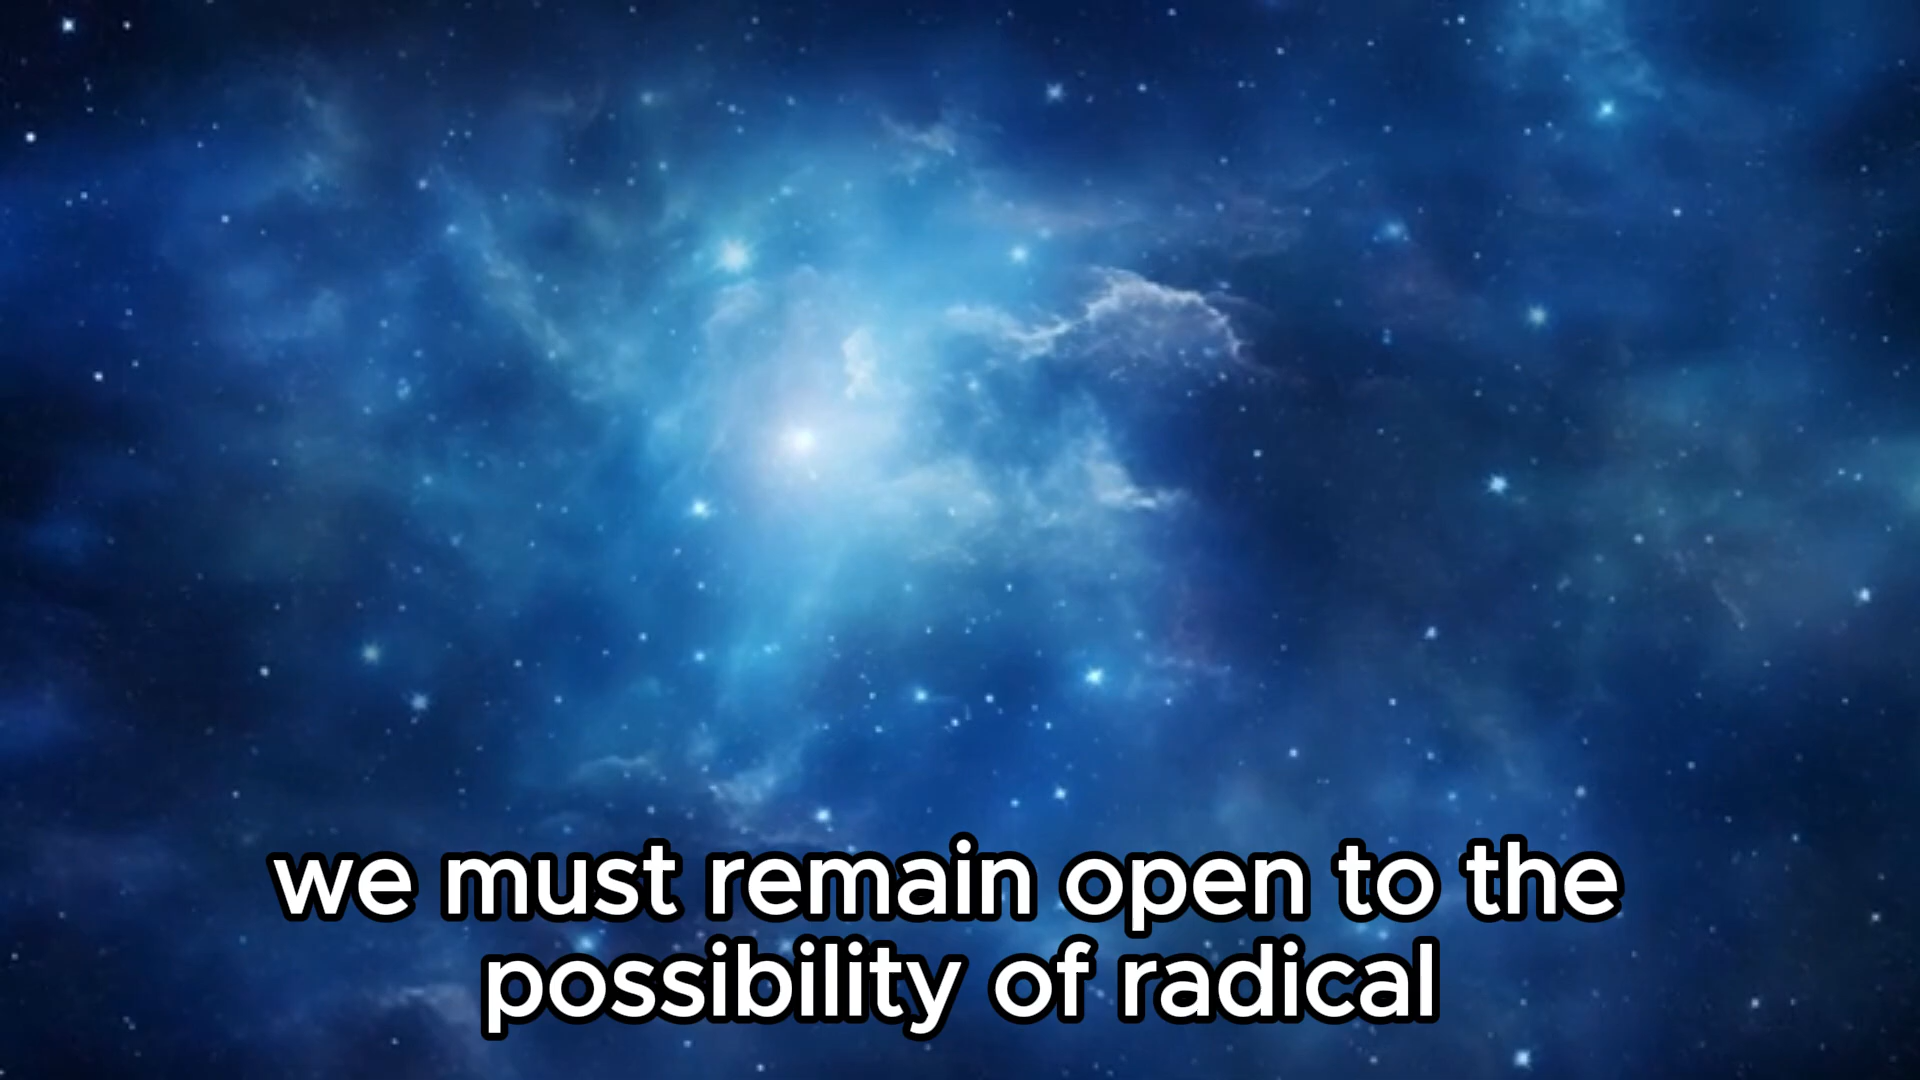 we must remain open to the
possibility of radical